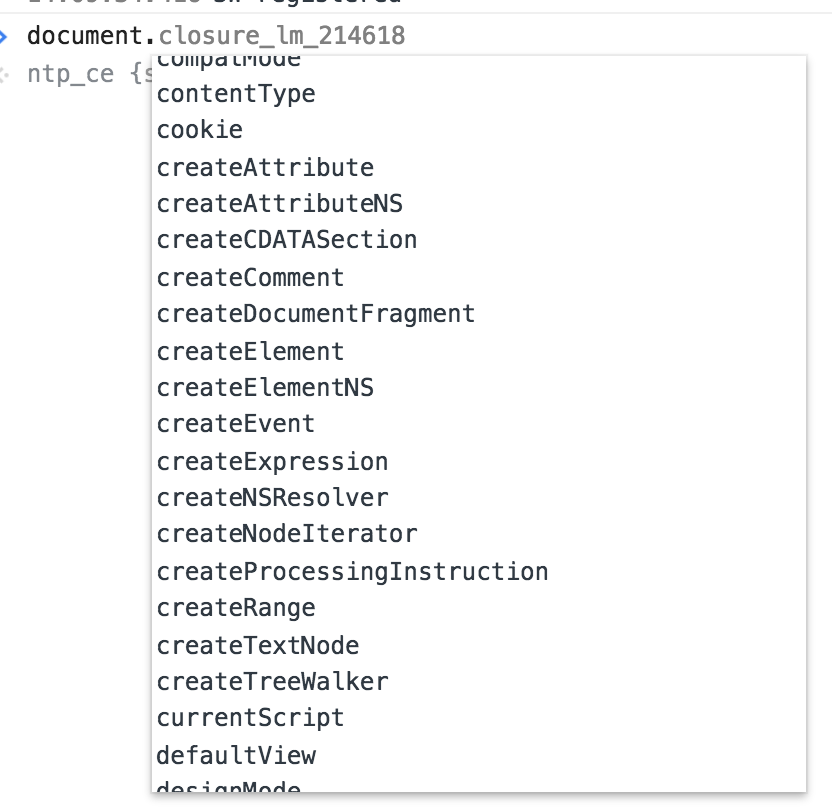 document.closure_lm_214618
ntp_ce {s
compatMode
contentType
cookie
createAttribute
createAttributeNS
createCDATASection
createComment
createDocumentFragment
createElement
createElementNS
createEvent
createExpression
createNSResolver
createNodeIterator
createProcessingInstruction
createRange
createTextNode
createTreeWalker
currentScript
defaultView
designMode